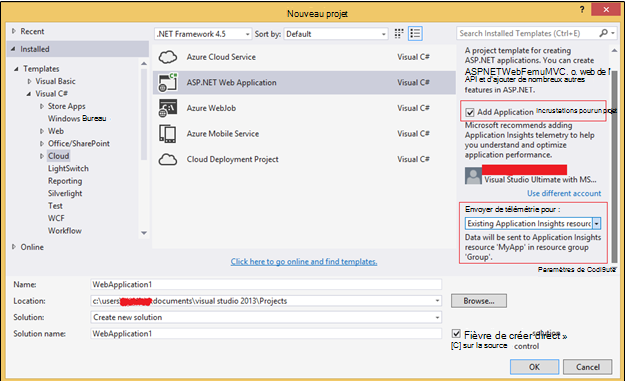 Nouveau projet
Recent
Installed
Templates
Visual Basic
Visual C#
Store Apps
Windows Bureau
Web
Office/SharePoint
Cloud
LightSwitch
Reporting
Silverlight
Test
WCF
Workflow
Online
.NET Framework 4.5
Sort by: Default
Azure Cloud Service Visual C#
ASP.NET Web Application Visual C#
Azure WebJob Visual C#
Azure Mobile Service Visual C#
Cloud Deployment Project Visual C#
Click here to go online and find templates.
Search Installed Templates (Ctrl+E)
A project template for creating
ASP.NET applications. You can create
ASPNETWebFemuMVC. o. web de
API et d'ajouter de nombreux autres
features in ASP.NET.
Add Application Incrustations pour un projet
Microsoft recommends adding
Application Insights telemetry to help
you understand and optimize
application performance.
Visual Studio Ultimate with MS...
Use different account
Envoyer de télémétrie pour :
Existing Application Insights resourc
Data will be sent to Application Insights
resource 'MyApp' in resource group
'Group'.
Paramètres de
Name: WebApplication1
Location: c:\users\ documents\visual studio 2013\Projects
Browse...
Solution: Create new solution
Solution name: WebApplication1
Fièvre de créer direct »
solution
[C] sur la source control
OK
Cancel